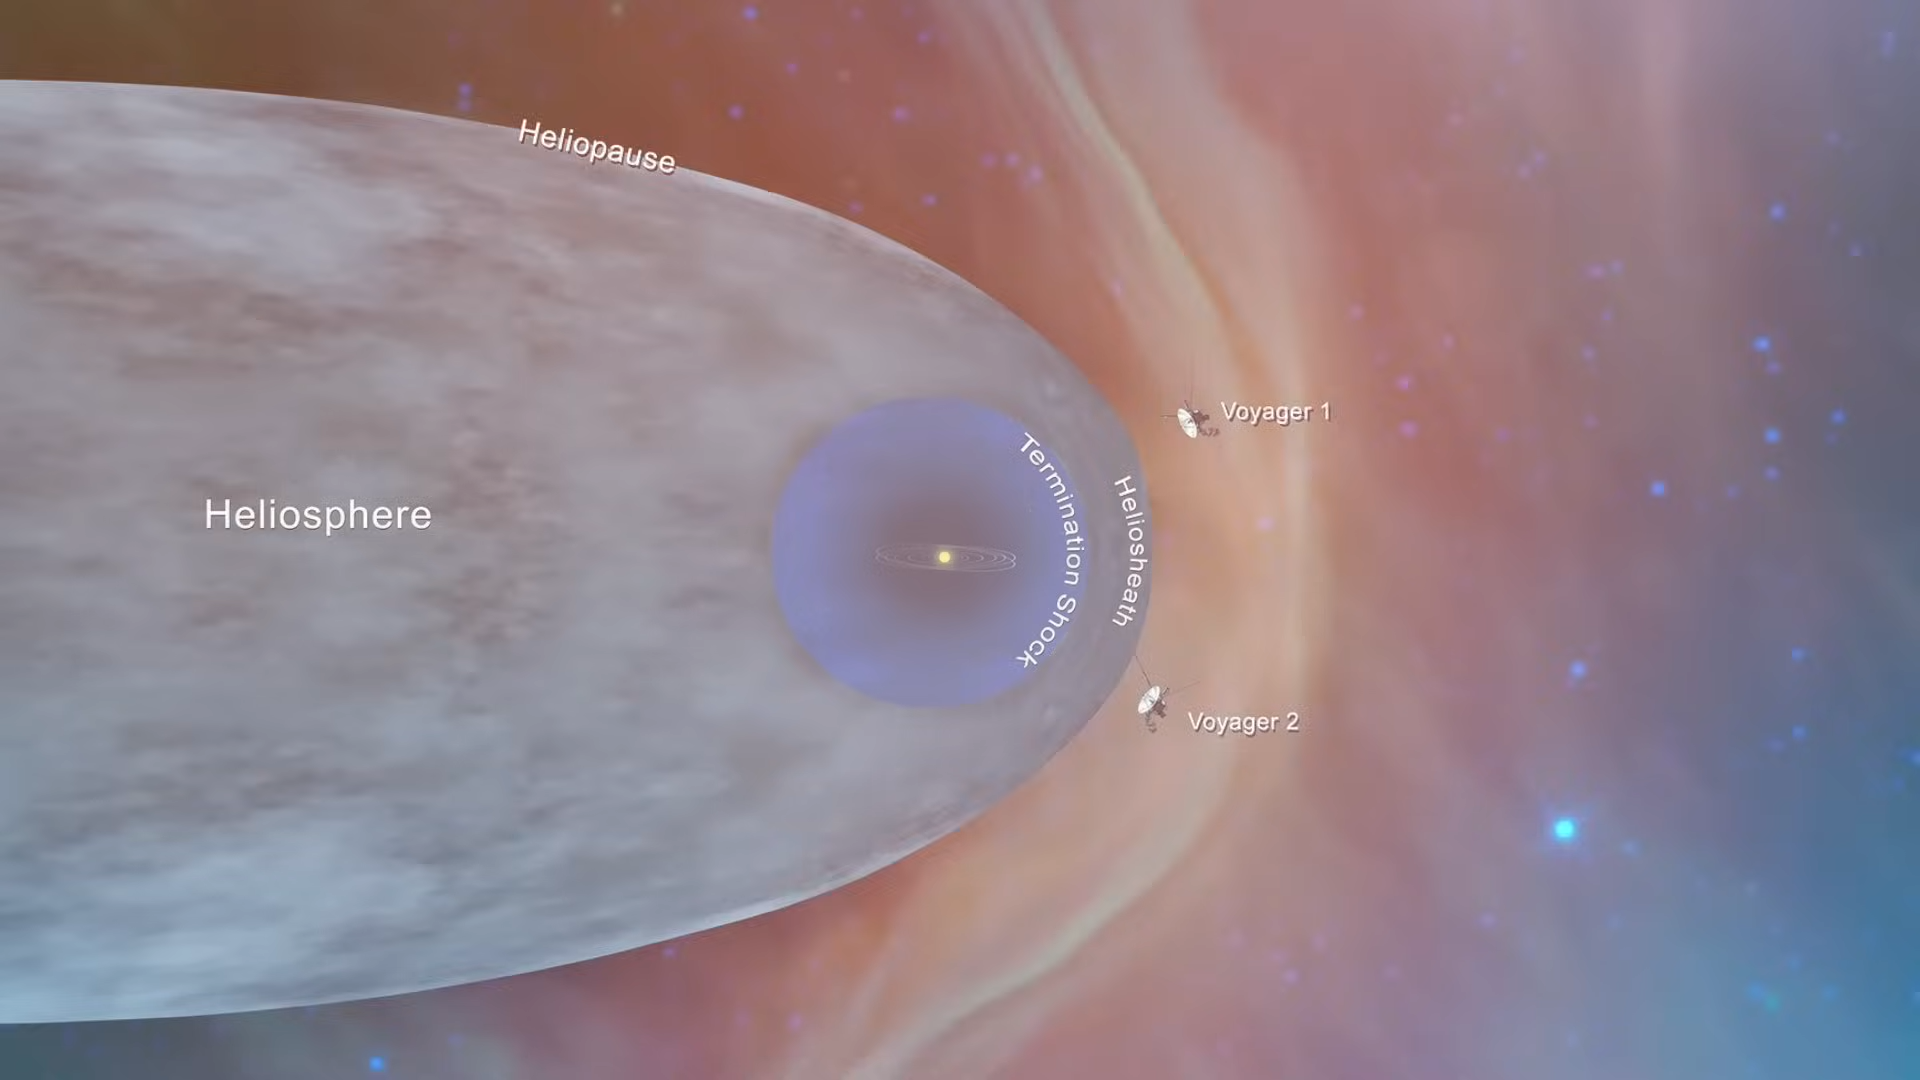 Heliopause
Voyager 1
Termination Shock
Heliosheath
Heliosphere
Voyager 2